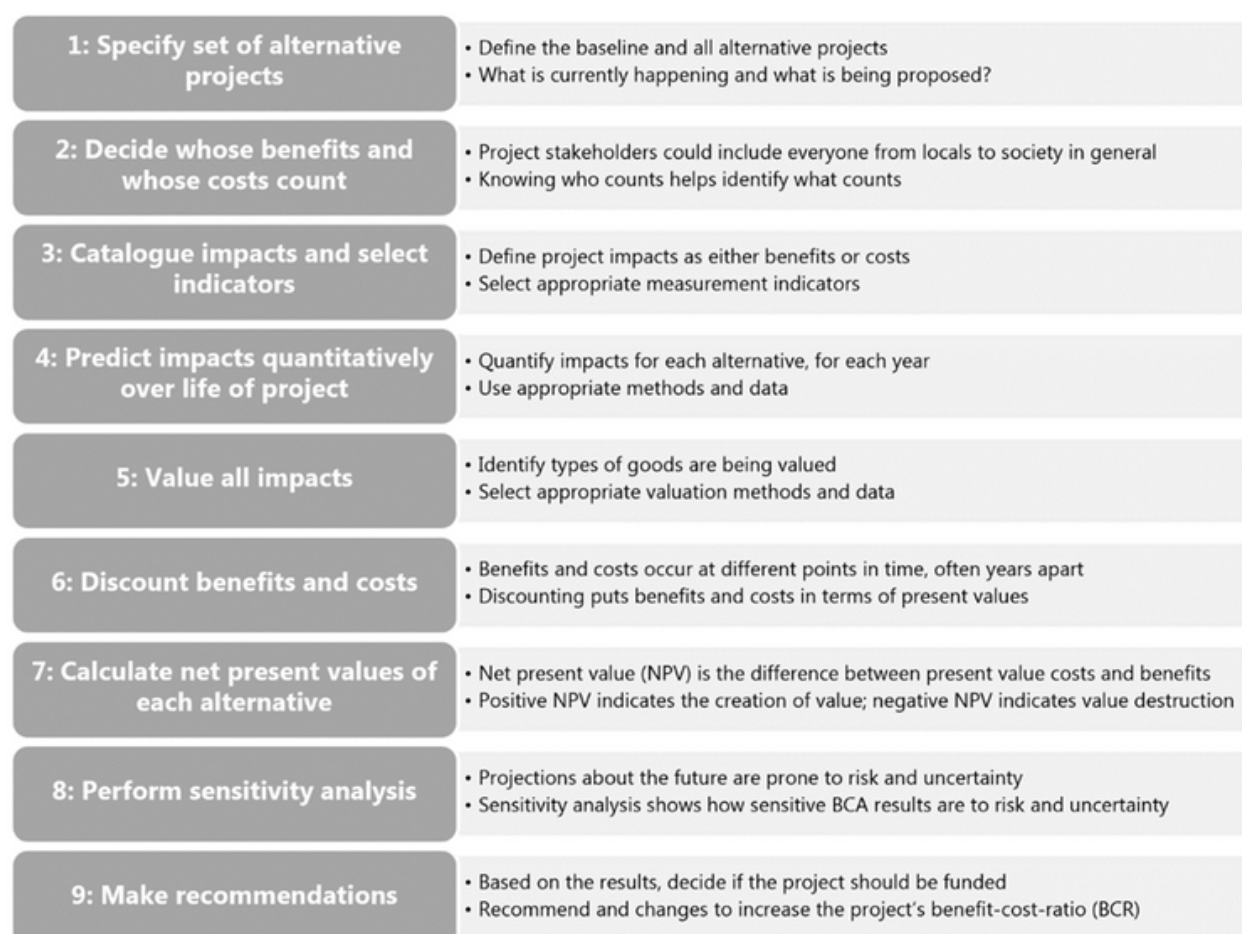 1: Specify set of alternative
projects
• Define the baseline and all alternative projects
• What is currently happening and what is being proposed?
2: Decide whose benefits and
whose costs count
• Project stakeholders could include everyone from locals to society in general
• Knowing who counts helps identify what counts
3: Catalogue impacts and select
indicators
• Define project impacts as either benefits or costs
• Select appropriate measurement indicators
4: Predict impacts quantitatively
over life of project
• Quantify impacts for each alternative, for each year
• Use appropriate methods and data
5: Value all impacts
• Identify types of goods are being valued
• Select appropriate valuation methods and data
6: Discount benefits and costs
• Benefits and costs occur at different points in time, often years apart
• Discounting puts benefits and costs in terms of present values
7: Calculate net present values of
each alternative
• Net present value (NPV) is the difference between present value costs and benefits
• Positive NPV indicates the creation of value; negative NPV indicates value destruction
8: Perform sensitivity analysis
• Projections about the future are prone to risk and uncertainty
• Sensitivity analysis shows how sensitive BCA results are to risk and uncertainty
9: Make recommendations
• Based on the results, decide if the project should be funded
• Recommend and changes to increase the project's benefit-cost-ratio (BCR)